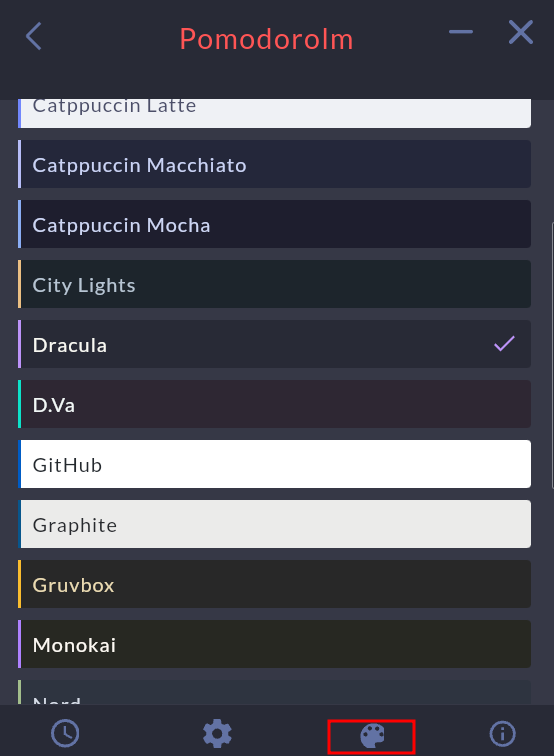 Pomodorolm
Catppuccin Latte
Catppuccin Macchiato
Catppuccin Mocha
City Lights
Dracula
D.Va
GitHub
Graphite
Gruvbox
Monokai
Nord